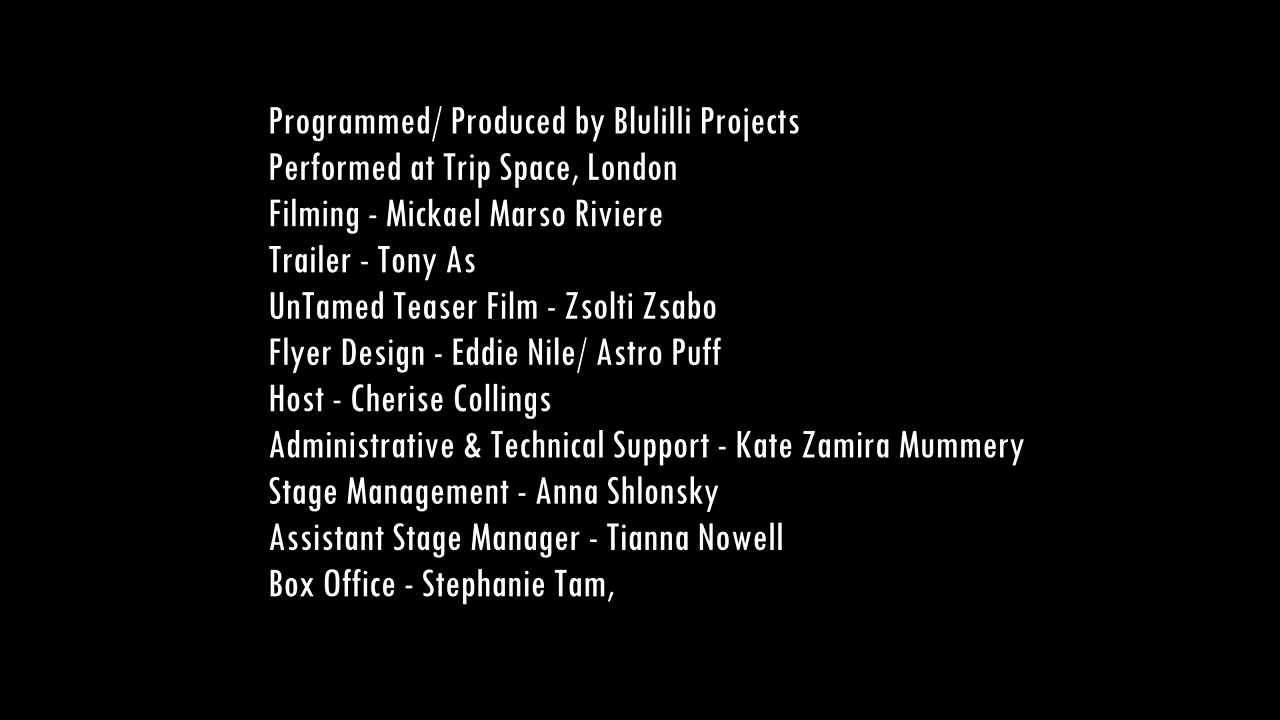 Programmed/ Produced by Blulilli Projects
Performed at Trip Space, London
Filming - Mickael Marso Riviere
Trailer - Tony As
UnTamed Teaser Film - Zsolti Zsabo
Flyer Design - Eddie Nile/ Astro Puff
Host - Cherise Collings
Administrative & Technical Support - Kate Zamira Mummery
Stage Management - Anna Shlonsky
Assistant Stage Manager - Tianna Nowell
Box Office - Stephanie Tam,